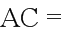 AC =